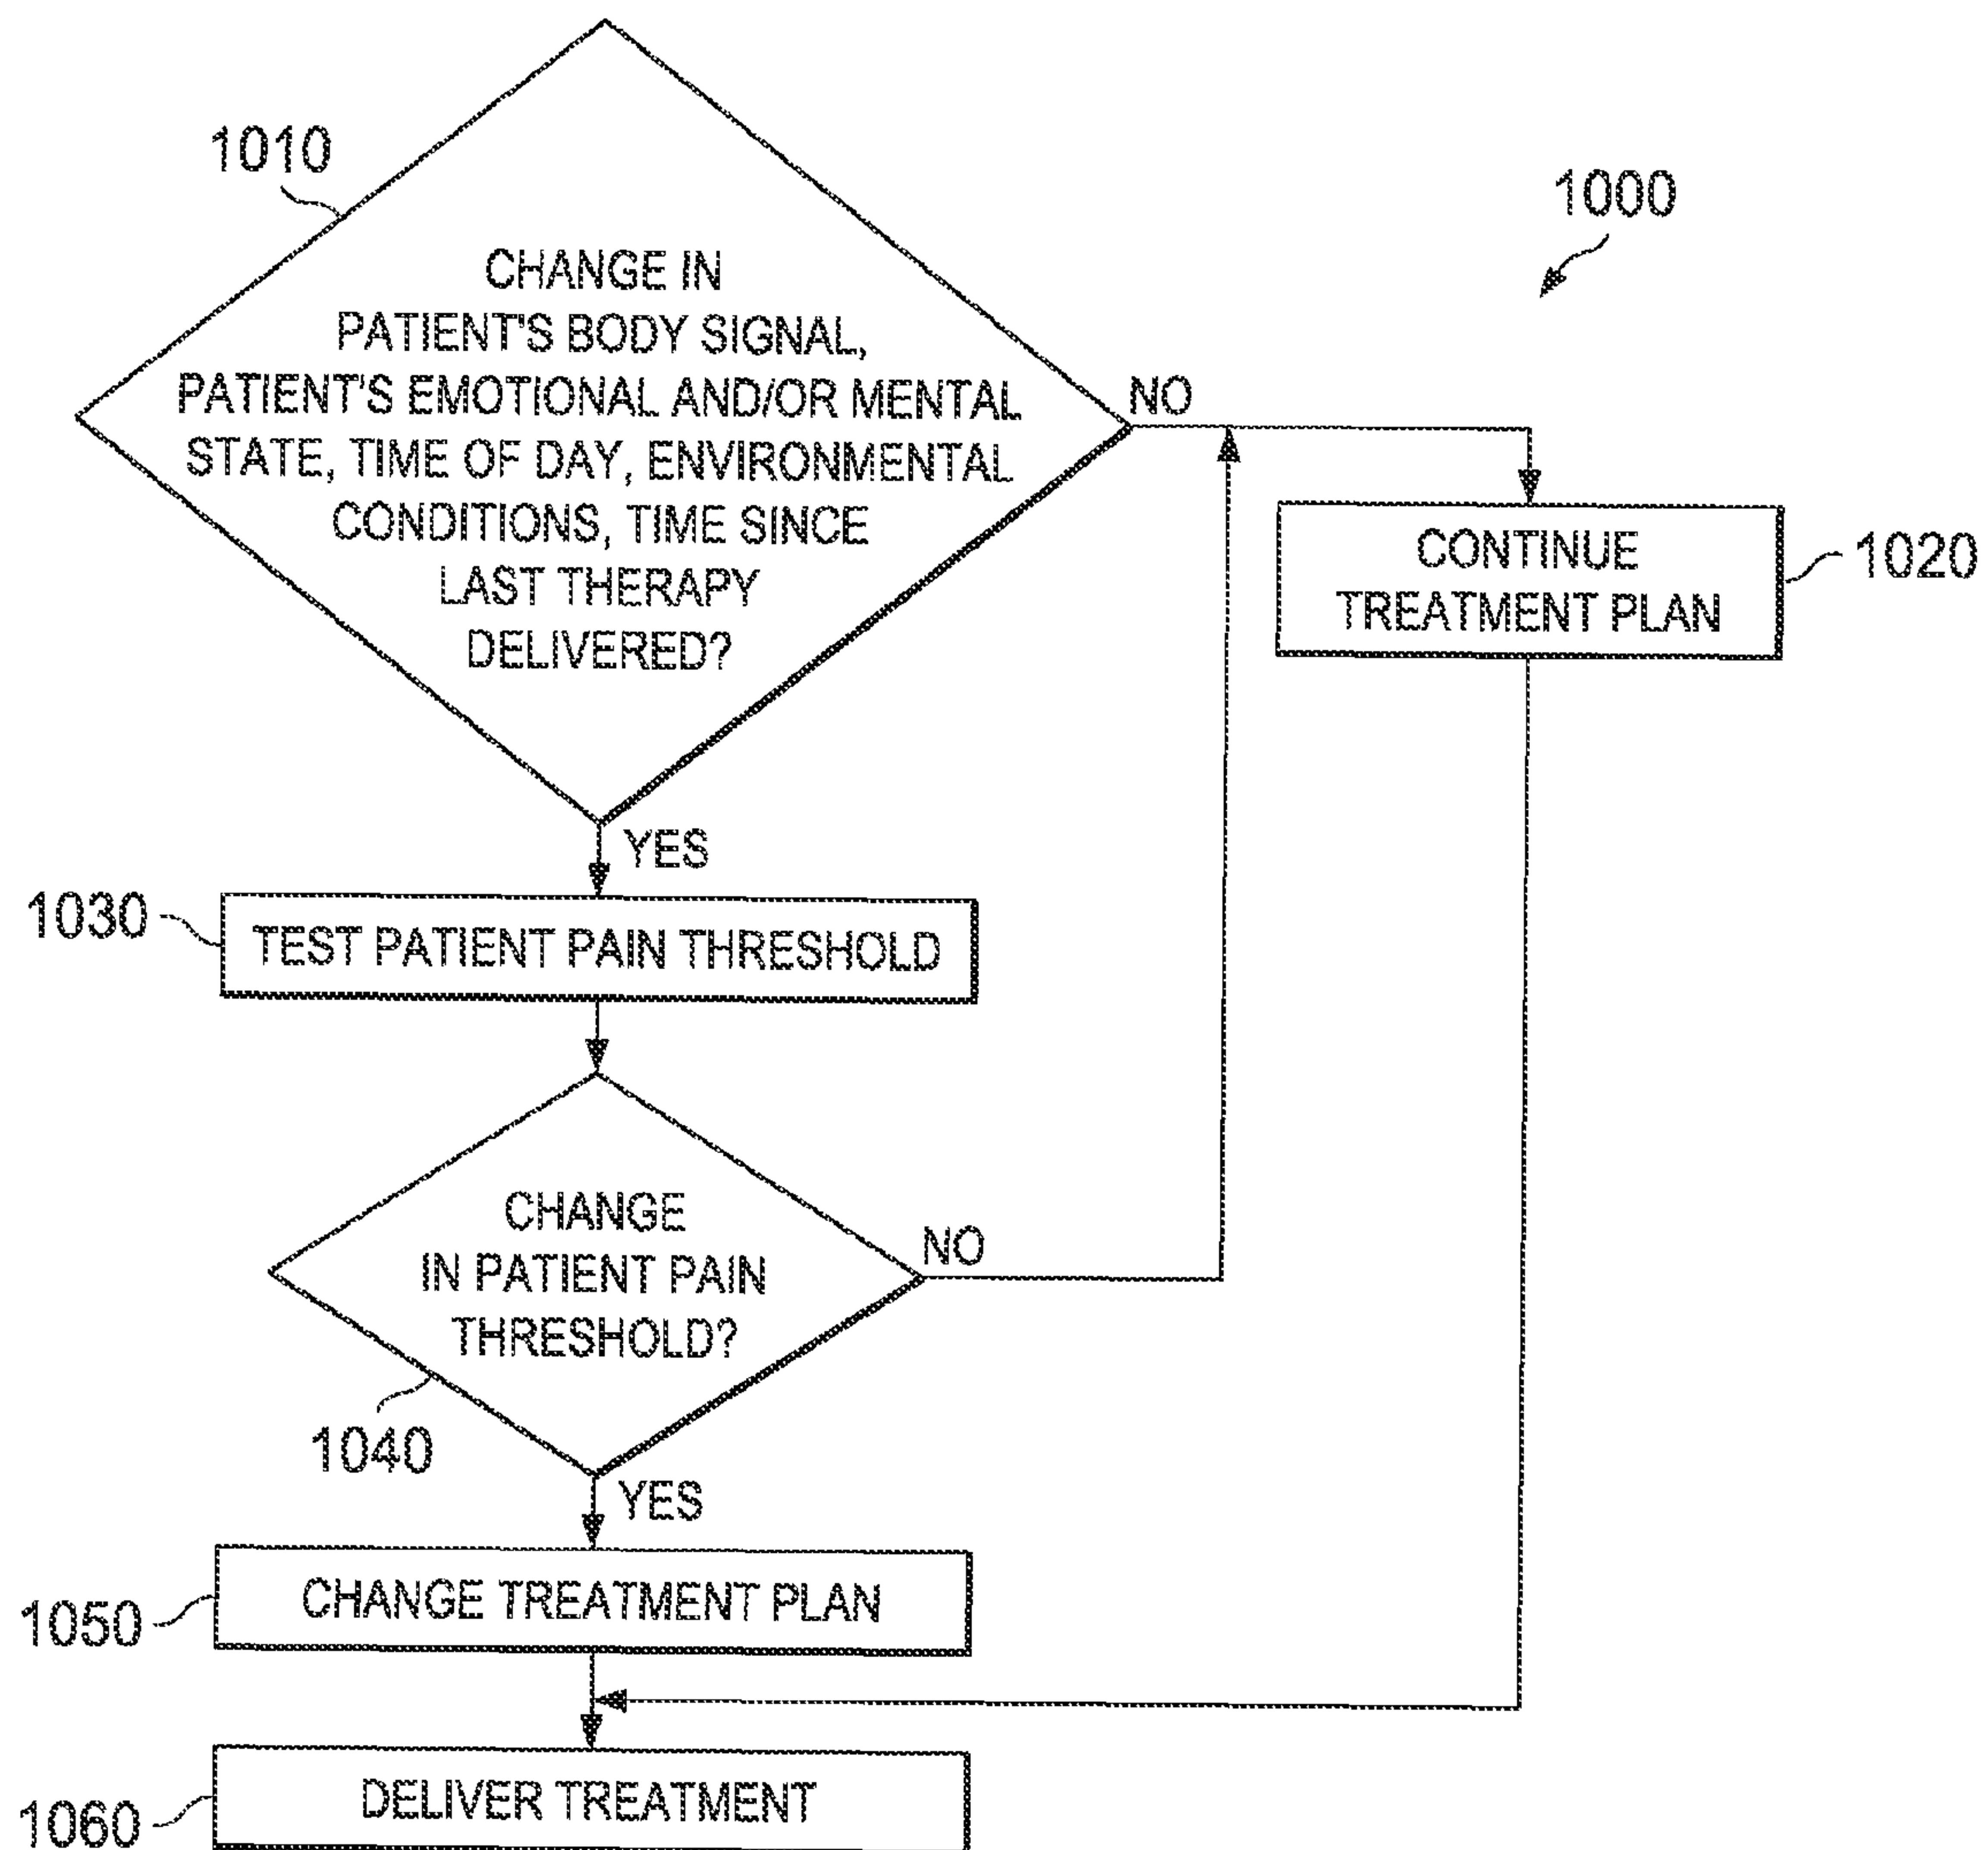 1010
1000
CHANGE IN
PATIENT'S BODY SIGNAL,
PATIENT'S EMOTIONAL AND/OR MENTAL
STATE, TIME OF DAY, ENVIRONMENTAL
CONDITIONS, TIME SINCE
LAST THERAPY
DELIVERED?
NO
CONTINUE
TREATMENT PLAN
1020
YES
1030
TEST PATIENT PAIN THRESHOLD
CHANGE
IN PATIENT PAIN
THRESHOLD?
NO
1040
YES
1050
CHANGE TREATMENT PLAN
1060
DELIVER TREATMENT